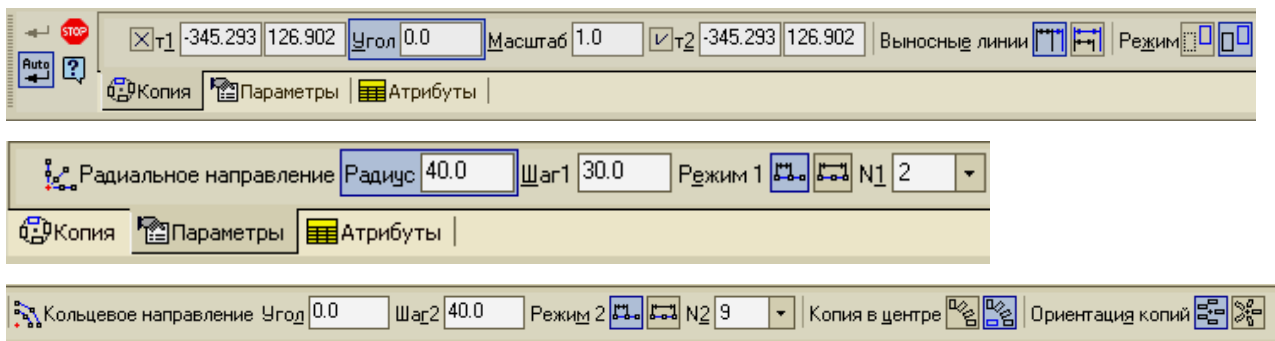 STOP т1 -345.293 126.902 Угол 0.0 Масштаб 1.0 т2 -345.293 126.902 Выносные линии Режим
Auto ?
Копия Параметры Атрибуты
Радиальное направление Радиус 40.0 Шаг1 30.0 Режим 1 N1 2
Копия Параметры Атрибуты
Кольцевое направление Угол 0.0 Шаг2 40.0 Режим 2 N2 9 Копия в центре Ориентация копий